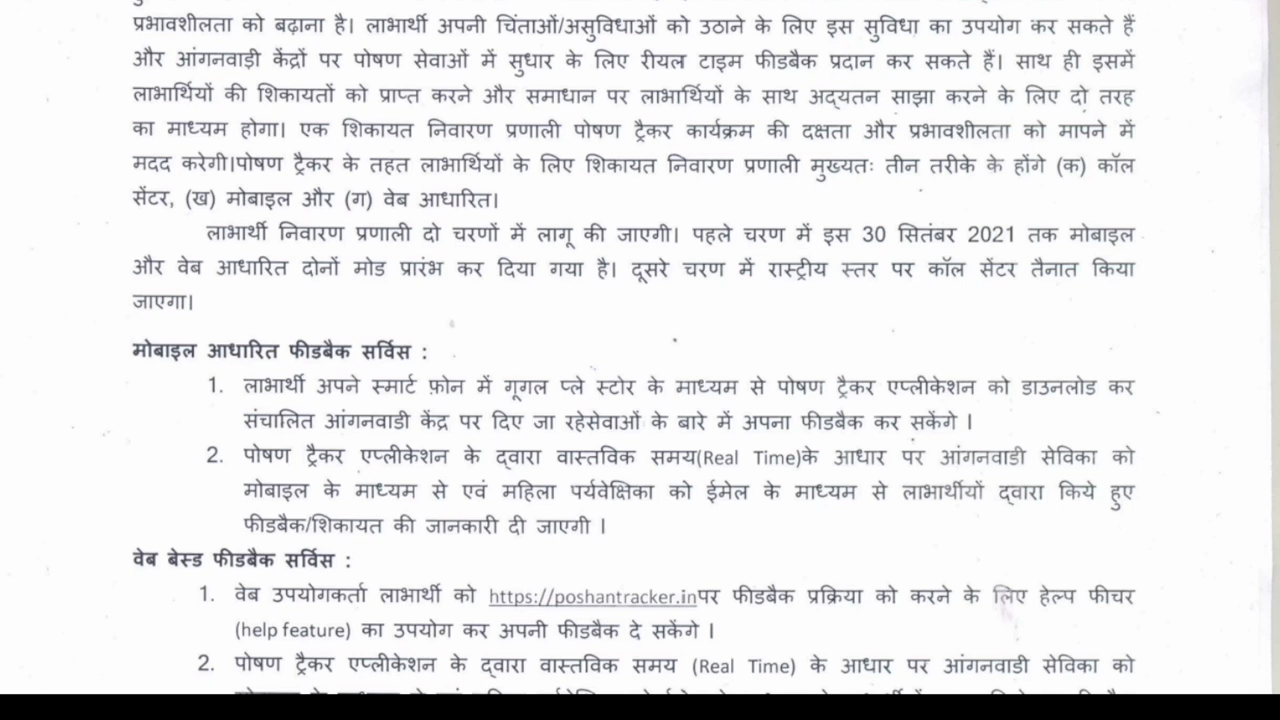 प्रभावशीलता को बढ़ाना है। लाभार्थी अपनी चिंताओं/असुविधाओं को उठाने के लिए इस सुविधा का उपयोग कर सकते हैं
और आंगनवाड़ी केंद्रों पर पोषण सेवाओं में सुधार के लिए रीयल टाइम फीडबैक प्रदान कर सकते हैं। साथ ही इसमें
लाभार्थियों की शिकायतों को प्राप्त करने और समाधान पर लाभार्थियों के साथ अद्यतन साझा करने के लिए दो तरह
का माध्यम होगा। एक शिकायत निवारण प्रणाली पोषण ट्रैकर कार्यक्रम की दक्षता और प्रभावशीलता को मापने में
मदद करेगी।पोषण ट्रैकर के तहत लाभार्थियों के लिए शिकायत निवारण प्रणाली मुख्यतः तीन तरीके के होंगे (क) कॉल
सेंटर, (ख) मोबाइल और (ग) वेब आधारित।
लाभार्थी निवारण प्रणाली दो चरणों में लागू की जाएगी। पहले चरण में इस 30 सितंबर 2021 तक मोबाइल
और वेब आधारित दोनों मोड प्रारंभ कर दिया गया है। दूसरे चरण में रास्ट्रीय स्तर पर कॉल सेंटर तैनात किया
जाएगा।
मोबाइल आधारित फीडबैक सर्विस :
1. लाभार्थी अपने स्मार्ट फ़ोन में गूगल प्ले स्टोर के माध्यम से पोषण ट्रैकर एप्लीकेशन को डाउनलोड कर
संचालित आंगनवाडी केंद्र पर दिए जा रहेसेवाओं के बारे में अपना फीडबैक कर सकेंगे ।
2. पोषण ट्रैकर एप्लीकेशन के द्वारा वास्तविक समय(Real Time)के आधार पर आंगनवाडी सेविका को
मोबाइल के माध्यम से एवं महिला पर्यवेक्षिका को ईमेल के माध्यम से लाभार्थीयों द्वारा किये हुए
फीडबैक/शिकायत की जानकारी दी जाएगी ।
वेब बेस्ड फीडबैक सर्विस :
1. वेब उपयोगकर्ता लाभार्थी को https://poshantracker.inपर फीडबैक प्रक्रिया को करने के लिए हेल्प फीचर
(help feature) का उपयोग कर अपनी फीडबैक दे सकेंगे ।
2. पोषण ट्रैकर एप्लीकेशन के द्वारा वास्तविक समय (Real Time) के आधार पर आंगनवाडी सेविका को